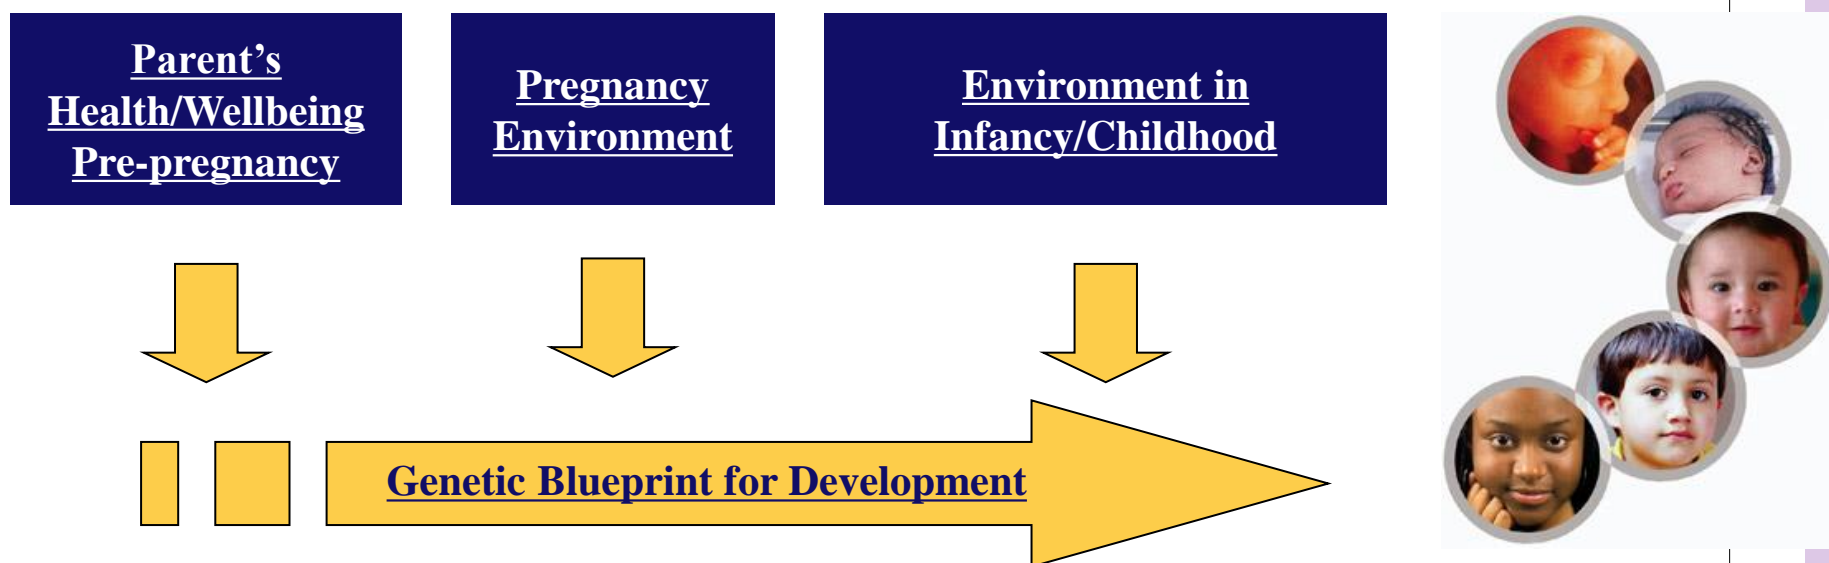 Parent’s
Health/Wellbeing
Pre-pregnancy
Pregnancy
Environment
Environment in
Infancy/Childhood
Genetic Blueprint for Development